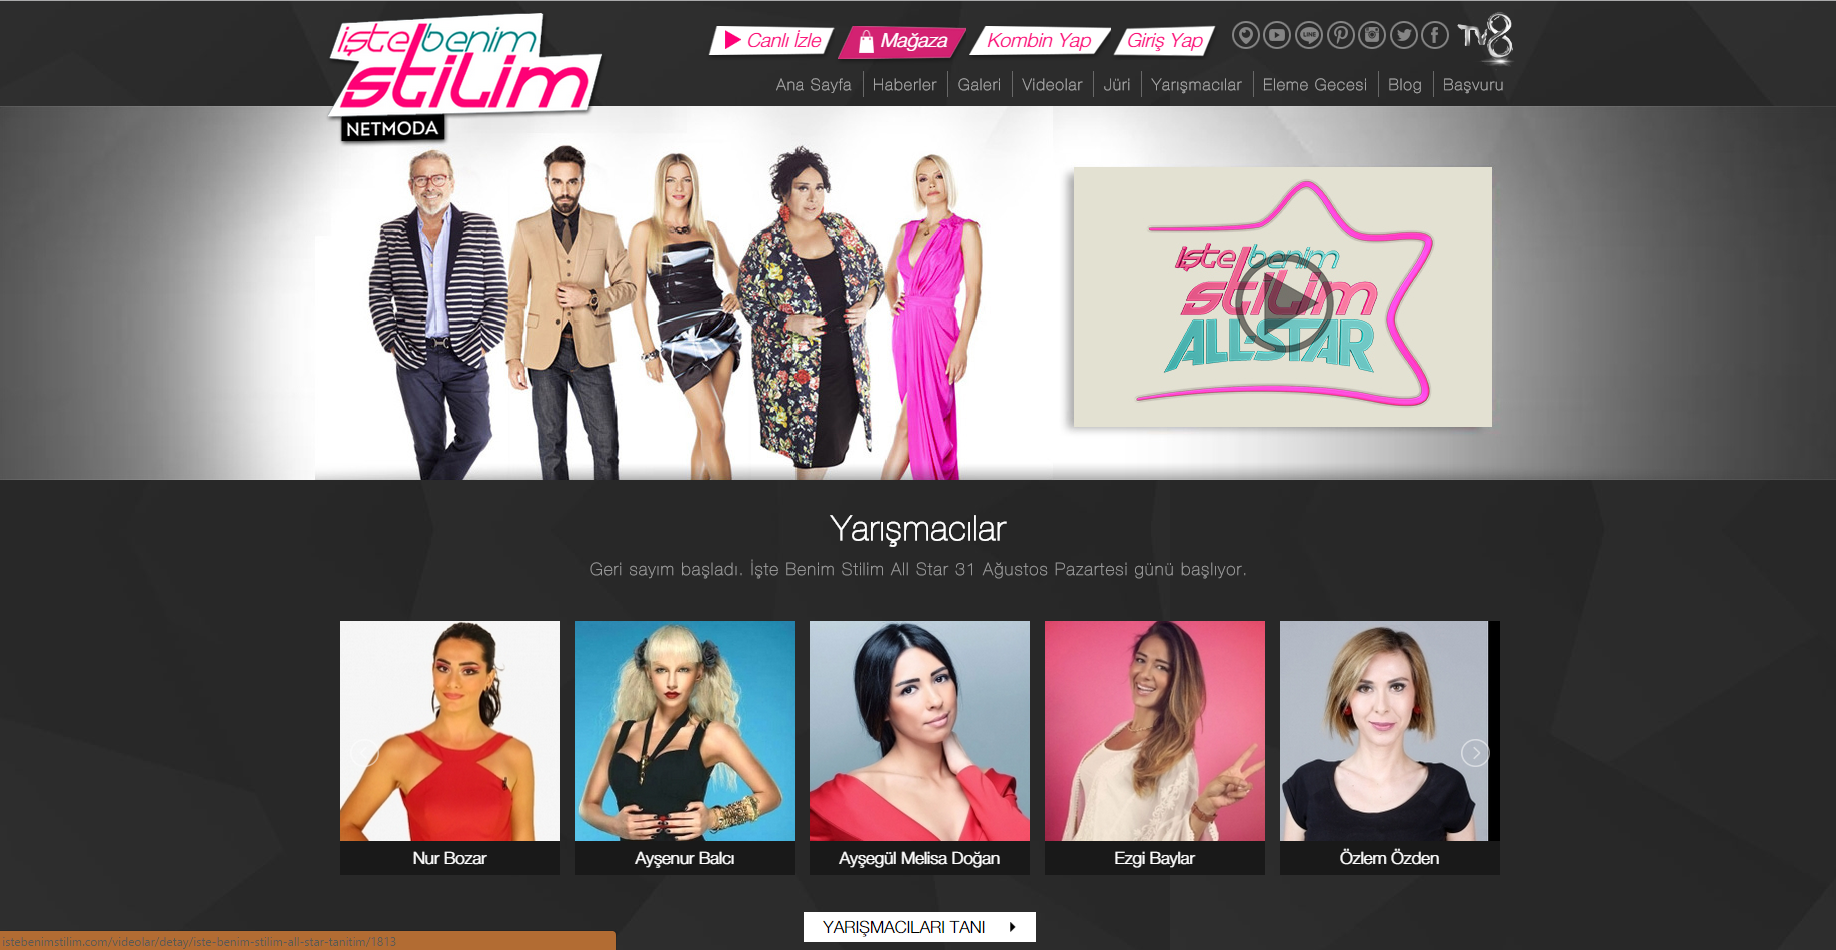 işte benim
stilim
NETMODA
Canlı İzle
Mağaza
Kombin Yap
Giriş Yap
LINE
TV8
Ana Sayfa
Haberler
Galeri
Videolar
Jüri
Yarışmacılar
Eleme Gecesi
Blog
Başvuru
işte benim
stilim
ALL STAR
Yarışmacılar
Geri sayım başladı. İşte Benim Stilim All Star 31 Ağustos Pazartesi günü başlıyor.
Nur Bozar
Ayşenur Balcı
Ayşegül Melisa Doğan
Ezgi Baylar
Özlem Özden
YARIŞMACILARI TANI
istebenimstilim.com/videolar/detay/iste-benim-stilim-all-star-tanitim/1813